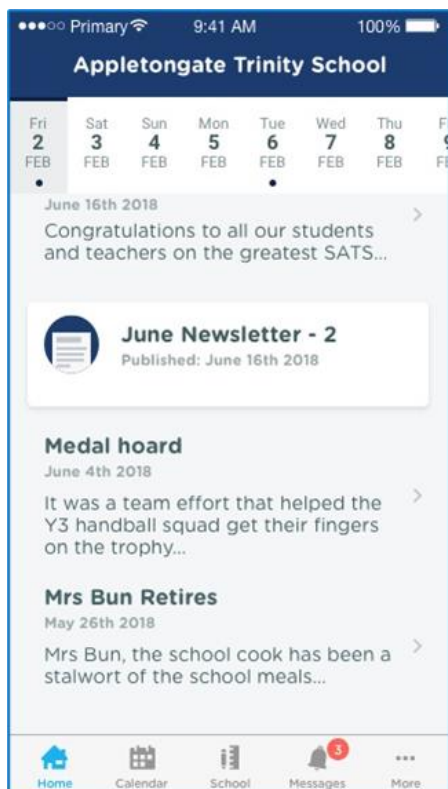 Primary 9:41 AM 100%
Appletongate Trinity School
Fri Sat Sun Mon Tue Wed Thu F
2 3 4 5 6 7 8 9
FEB FEB FEB FEB FEB FEB FEB FE
June 16th 2018
Congratulations to all our students
and teachers on the greatest SATS...
June Newsletter - 2
Published: June 16th 2018
Medal hoard
June 4th 2018
It was a team effort that helped the
Y3 handball squad get their fingers
on the trophy...
Mrs Bun Retires
May 26th 2018
Mrs Bun, the school cook has been a
stalwort of the school meals...
3
Home Calendar School Messages More